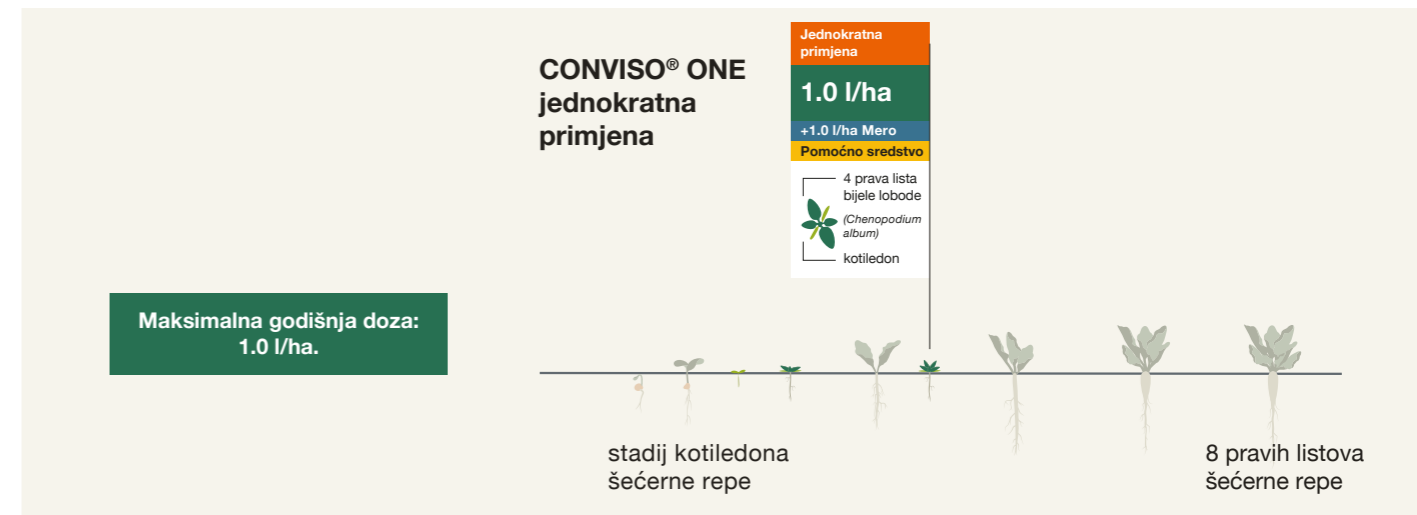 CONVISO® ONE
jednokratna
primjena
Jednokratna
primjena
1.0 l/ha
+1.0 l/ha Mero
Pomoćno sredstvo
4 prava lista
bijele lobode
(Chenopodium
album)
kotiledon
Maksimalna godišnja doza:
1.0 l/ha.
stadij kotiledona
šećerne repe
8 pravih listova
šećerne repe